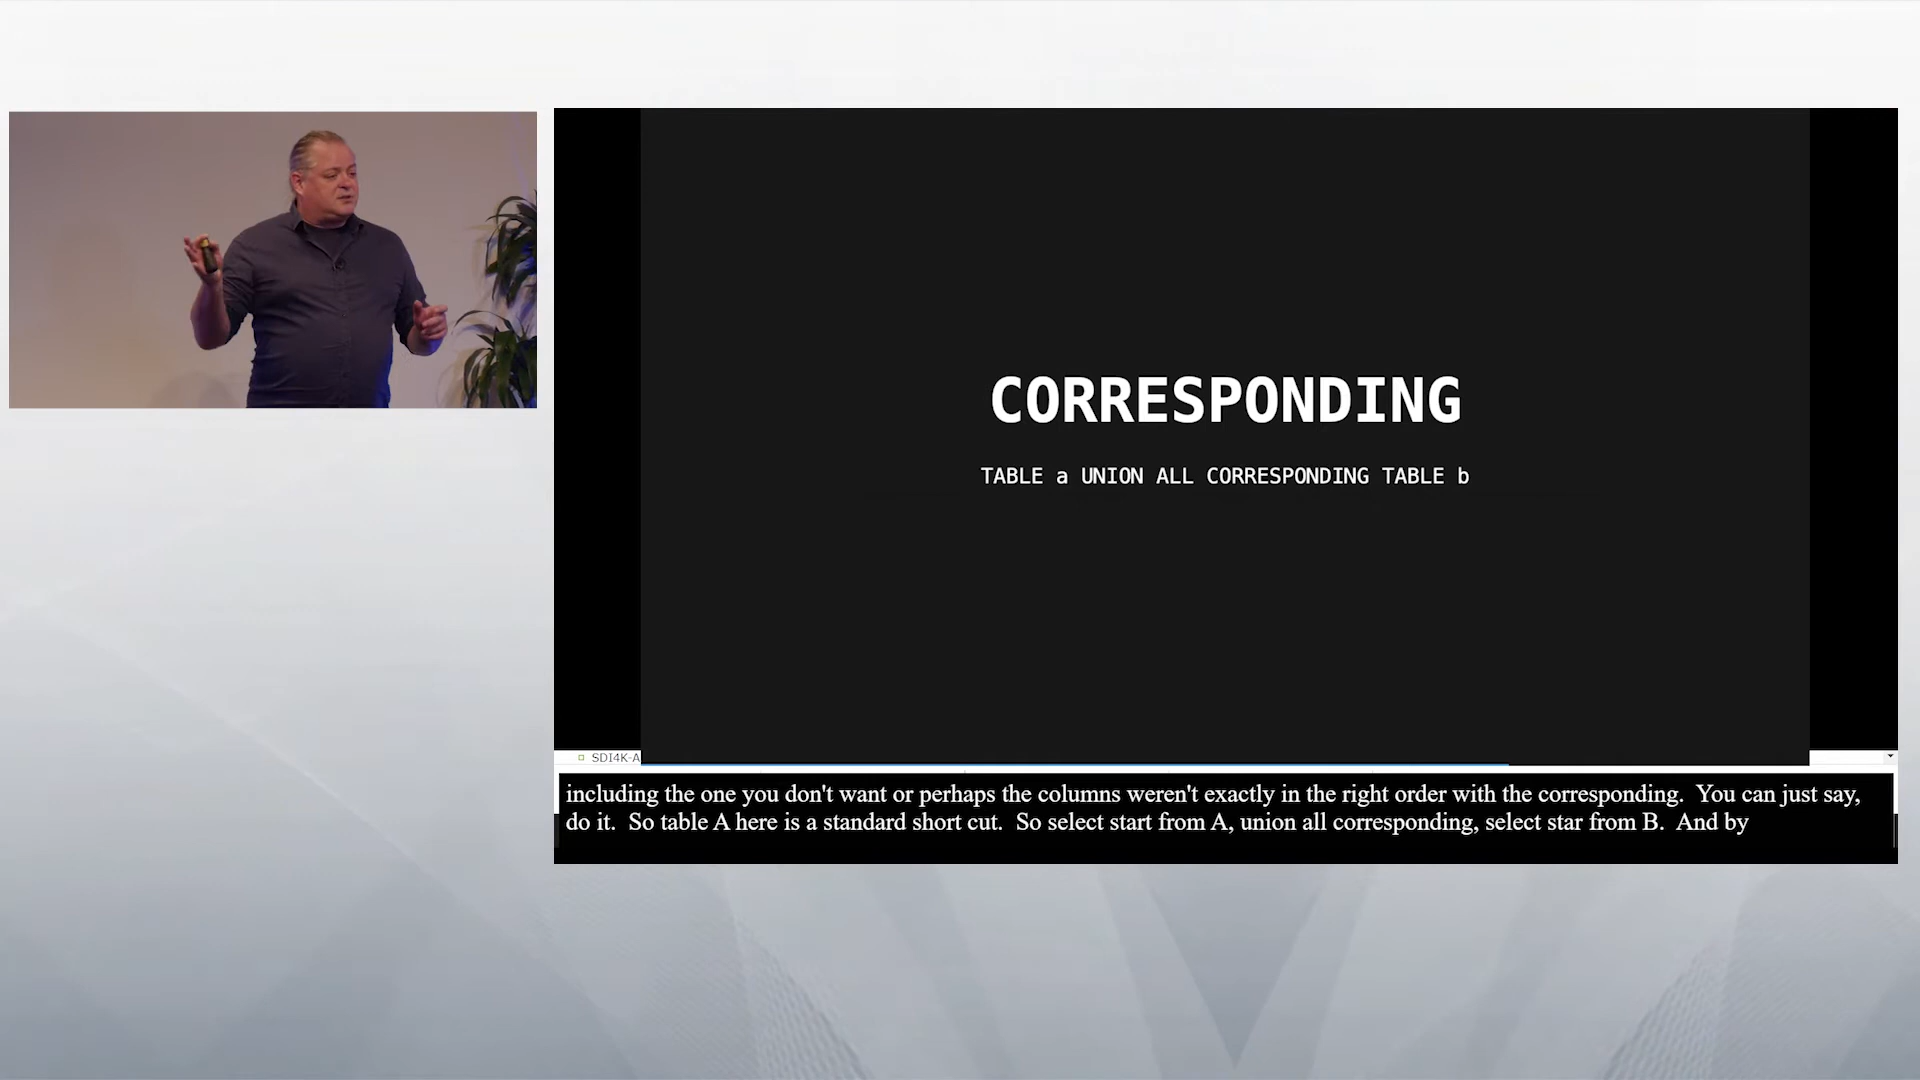 CORRESPONDING
TABLE a UNION ALL CORRESPONDING TABLE b
SDI4K-A
including the one you don't want or perhaps the columns weren't exactly in the right order with the corresponding.  You can just say,
do it.  So table A here is a standard short cut.  So select start from A, union all corresponding, select star from B.  And by